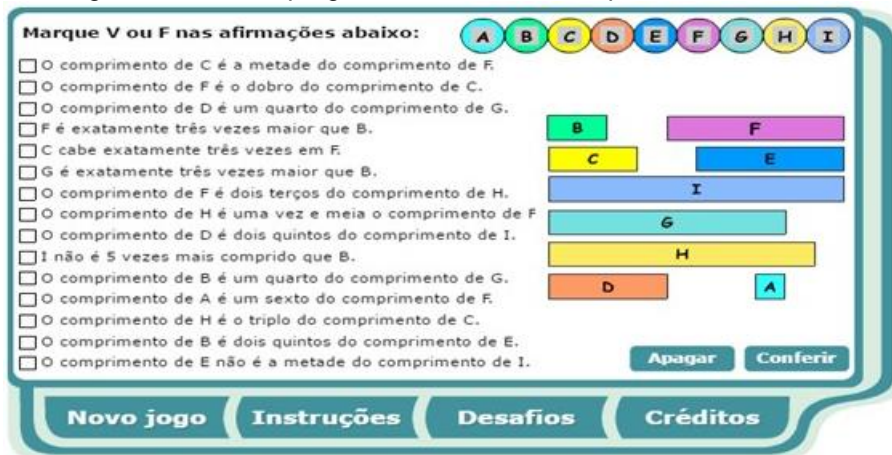 Marque V ou F nas afirmações abaixo:
A B C D E F G H I
O comprimento de C é a metade do comprimento de F.
O comprimento de F é o dobro do comprimento de C.
O comprimento de D é um quarto do comprimento de G.
F é exatamente três vezes maior que B.
C cabe exatamente três vezes em F.
G é exatamente três vezes maior que B.
O comprimento de F é dois terços do comprimento de H.
O comprimento de H é uma vez e meia o comprimento de F
O comprimento de D é dois quintos do comprimento de I.
I não é 5 vezes mais comprido que B.
O comprimento de B é um quarto do comprimento de G.
O comprimento de A é um sexto do comprimento de F.
O comprimento de H é o triplo do comprimento de C.
O comprimento de B é dois quintos do comprimento de E.
O comprimento de E não é a metade do comprimento de I.
B F
C E
I
G
H
D A
Apagar Conferir
Novo jogo Instruções Desafios Créditos